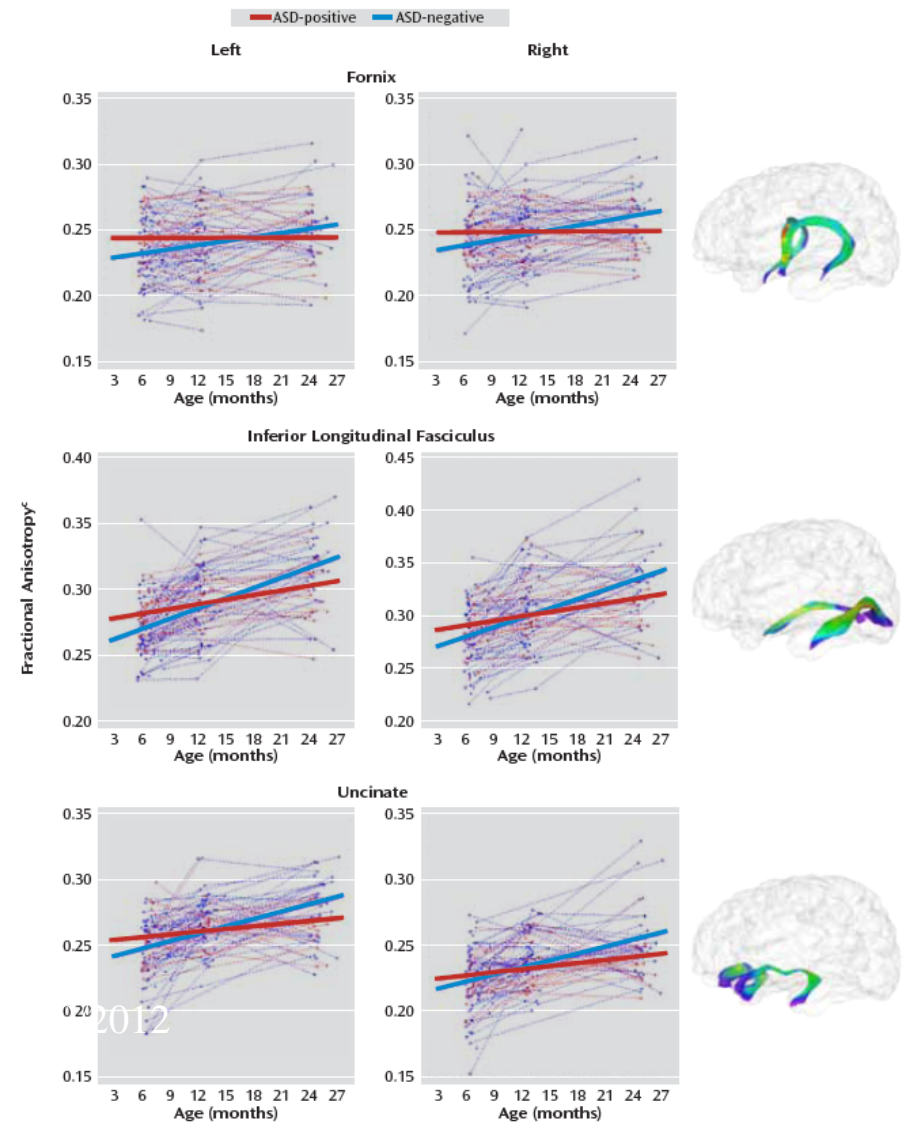 ASD-positive ASD-negative
Left Right
Fornix
0.35 0.35
0.30 0.30
0.25 0.25
0.20 0.20
0.15 0.15
3 6 9 12 15 18 21 24 27 3 6 9 12 15 18 21 24 27
Age (months) Age (months)
Inferior Longitudinal Fasciculus
0.40 0.45
0.40
0.35
0.35
0.30
0.30
0.25
0.25
0.20 0.20
3 6 9 12 15 18 21 24 27 3 6 9 12 15 18 21 24 27
Age (months) Age (months)
Fractional Anisotropyᶜ
Uncinate
0.35 0.35
0.30 0.30
0.25 0.25
0.20 0.20
2012
0.15 0.15
3 6 9 12 15 18 21 24 27 3 6 9 12 15 18 21 24 27
Age (months) Age (months)